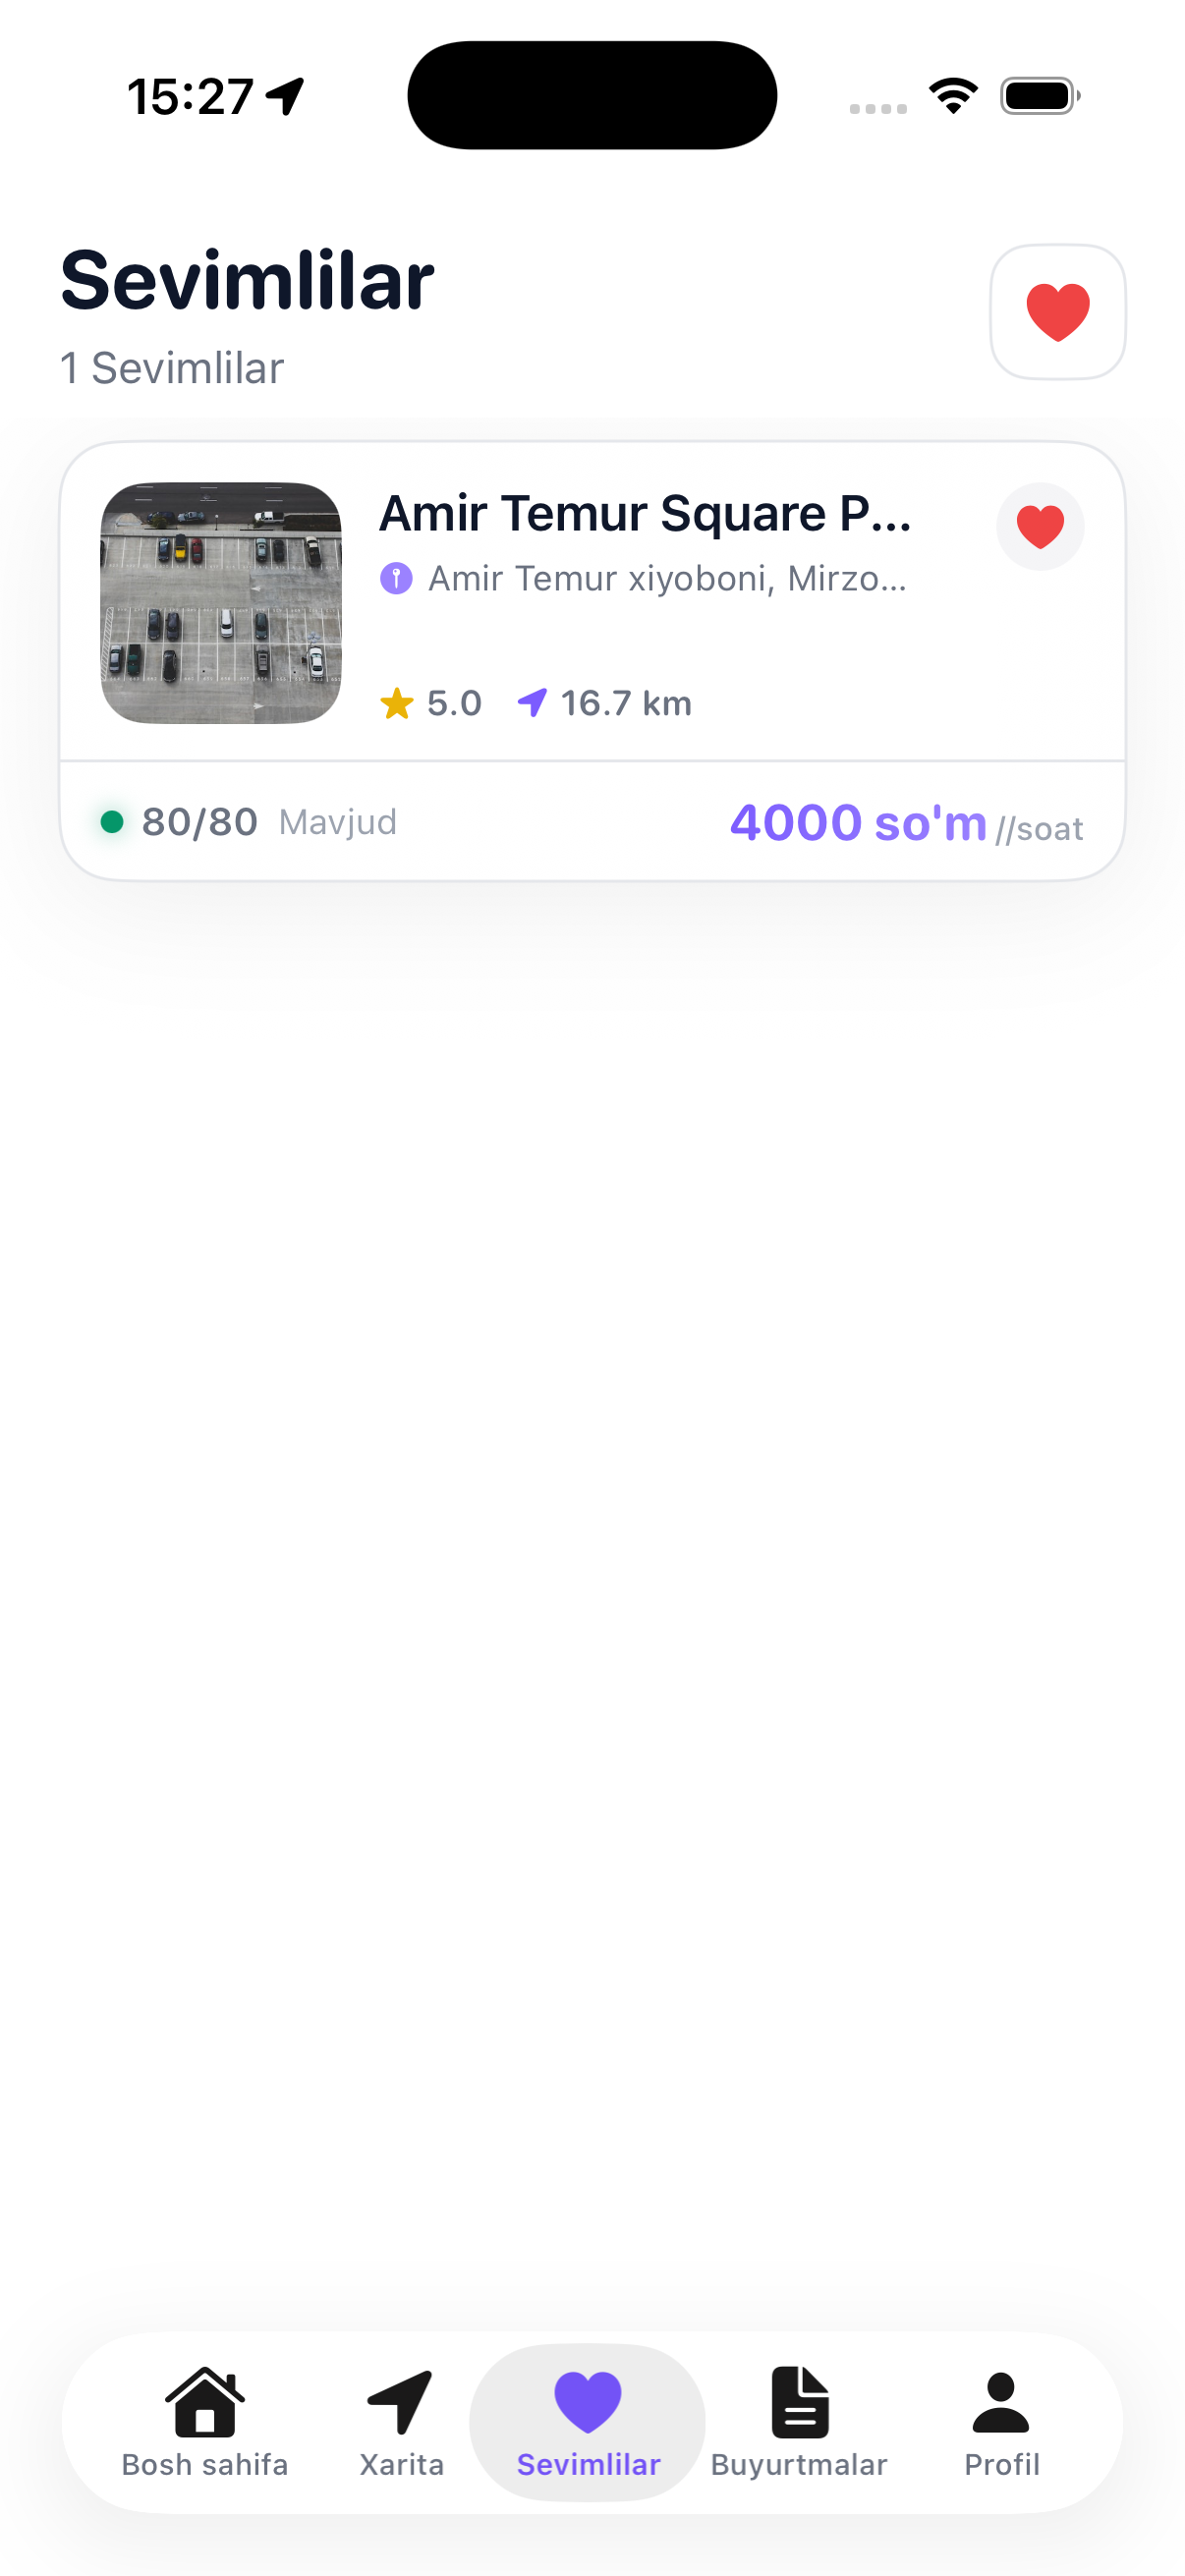 15:27
Sevimlilar
1 Sevimlilar
Amir Temur Square P...
Amir Temur xiyoboni, Mirzo...
5.0 16.7 km
80/80 Mavjud 4000 so'm //soat
Bosh sahifa Xarita Sevimlilar Buyurtmalar Profil